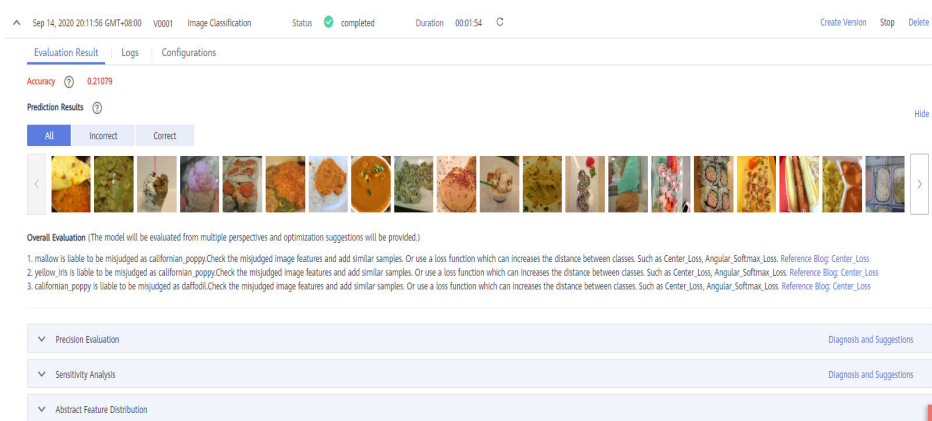 Sep 14, 2020 20:11:56 GMT+08:00 V0001 Image Classification Status completed Duration 00:01:54 Create Version Stop Delete
Evaluation Result Logs Configurations
Accuracy ? 0.21079
Prediction Results ?
Hide
All Incorrect Correct
Overall Evaluation (The model will be evaluated from multiple perspectives and optimization suggestions will be provided.)
1. mallow is liable to be misjudged as californian_poppy.Check the misjudged image features and add similar samples. Or use a loss function which can increases the distance between classes. Such as Center_Loss, Angular_Softmax_Loss. Reference Blog: Center_Loss
2. yellow_iris is liable to be misjudged as californian_poppy.Check the misjudged image features and add similar samples. Or use a loss function which can increases the distance between classes. Such as Center_Loss, Angular_Softmax_Loss. Reference Blog: Center_Loss
3. californian_poppy is liable to be misjudged as daffodil.Check the misjudged image features and add similar samples. Or use a loss function which can increases the distance between classes. Such as Center_Loss, Angular_Softmax_Loss. Reference Blog: Center_Loss
Precision Evaluation Diagnosis and Suggestions
Sensitivity Analysis Diagnosis and Suggestions
Abstract Feature Distribution